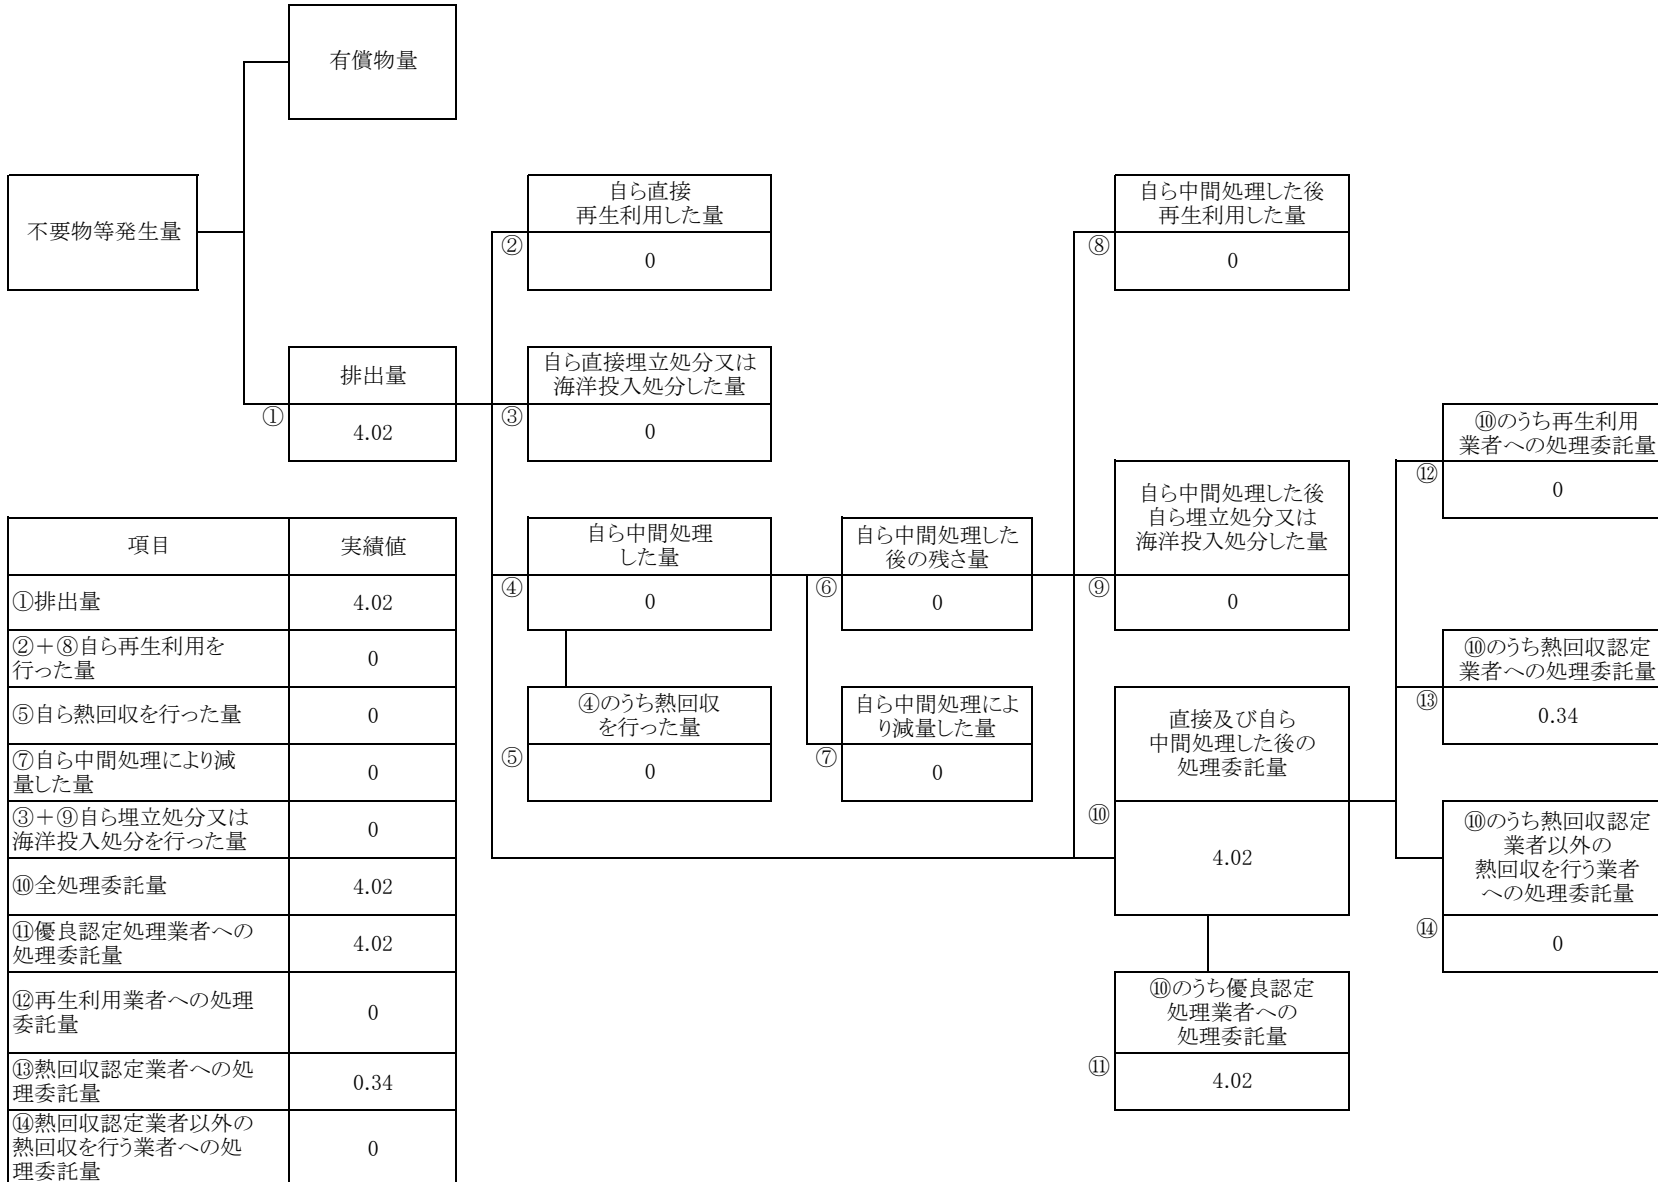 有償物量
不要物等発生量
自ら直接
再生利用した量
②
0
自ら中間処理した後
再生利用した量
⑧
0
排出量
①
4.02
自ら直接埋立処分又は
海洋投入処分した量
③
0
⑩のうち再生利用
業者への処理委託量
⑫
0
自ら中間処理した後
自ら埋立処分又は
海洋投入処分した量
⑨
0
自ら中間処理
した量
④
0
自ら中間処理した
後の残さ量
⑥
0
⑩のうち熱回収認定
業者への処理委託量
⑬
0.34
④のうち熱回収
を行った量
⑤
0
自ら中間処理によ
り減量した量
⑦
0
直接及び自ら
中間処理した後の
処理委託量
⑩
4.02
⑩のうち熱回収認定
業者以外の
熱回収を行う業者
への処理委託量
⑭
0
⑩のうち優良認定
処理業者への
処理委託量
⑪
4.02
項目 実績値
①排出量 4.02
②+⑧自ら再生利用を
行った量 0
⑤自ら熱回収を行った量 0
⑦自ら中間処理により減
量した量 0
③+⑨自ら埋立処分又は
海洋投入処分を行った量 0
⑩全処理委託量 4.02
⑪優良認定処理業者への
処理委託量 4.02
⑫再生利用業者への処理
委託量 0
⑬熱回収認定業者への処
理委託量 0.34
⑭熱回収認定業者以外の
熱回収を行う業者への処
理委託量 0